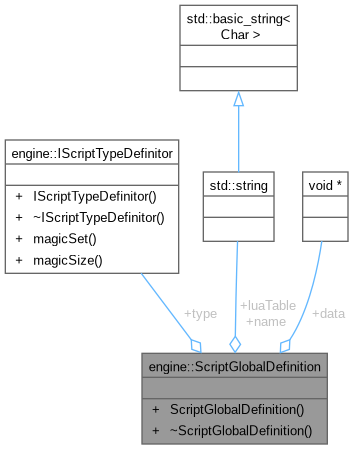 std::basic_string<
Char >
engine::IScriptTypeDefinitor
+ IScriptTypeDefinitor()
+ ~IScriptTypeDefinitor()
+ magicSet()
+ magicSize()
std::string
void *
+type
+luaTable
+name
+data
engine::ScriptGlobalDefinition
+ ScriptGlobalDefinition()
+ ~ScriptGlobalDefinition()